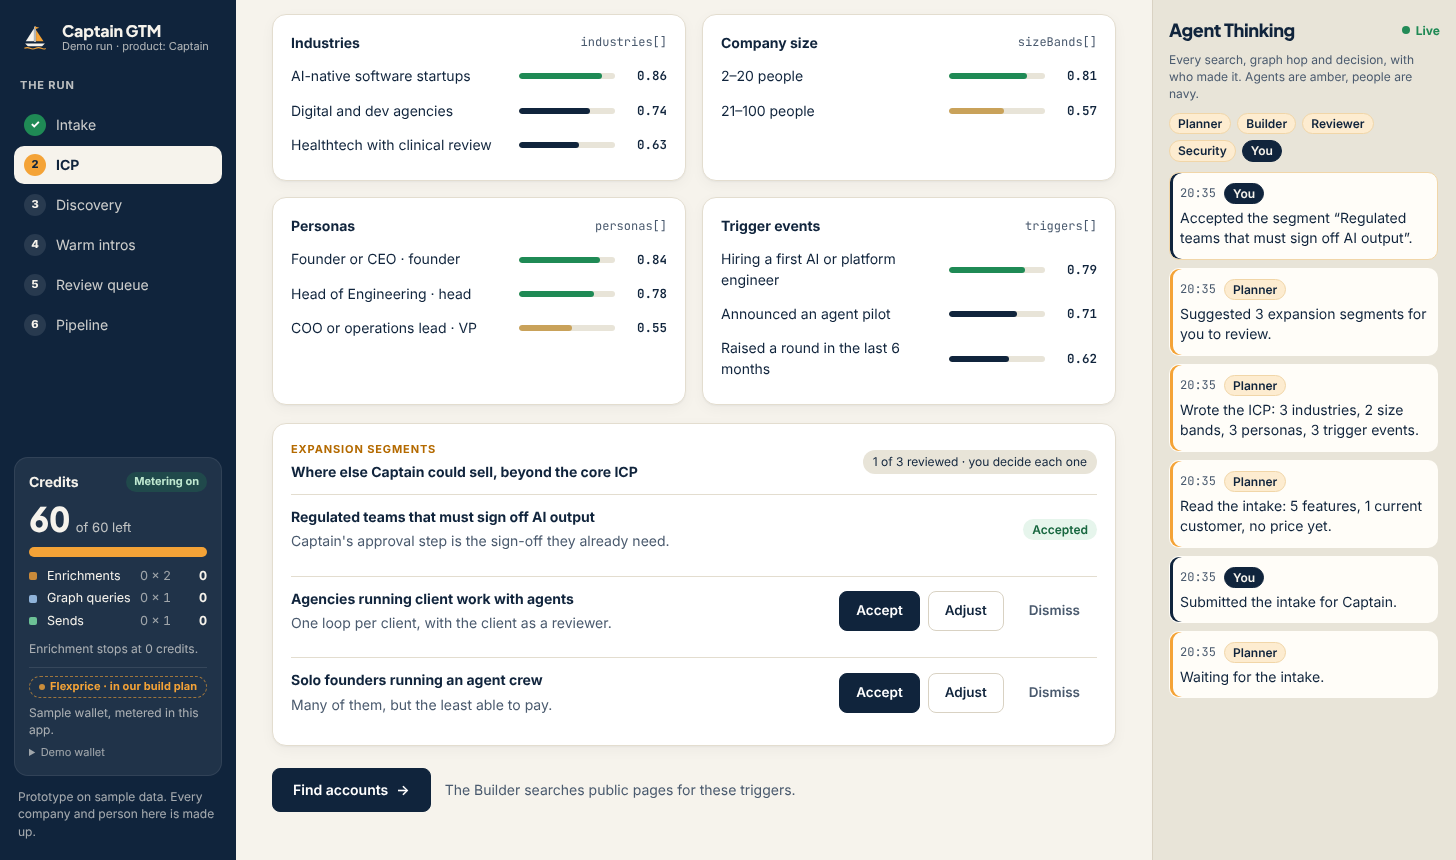 Captain GTM
Demo run · product: Captain
THE RUN
Intake
2 ICP
3 Discovery
4 Warm intros
5 Review queue
6 Pipeline
Credits Metering on
60 of 60 left
Enrichments 0 × 2 0
Graph queries 0 × 1 0
Sends 0 × 1 0
Enrichment stops at 0 credits.
Flexprice · in our build plan
Sample wallet, metered in this
app.
Demo wallet
Prototype on sample data. Every
company and person here is made
up.
Industries industries[]
AI-native software startups 0.86
Digital and dev agencies 0.74
Healthtech with clinical review 0.63
Company size sizeBands[]
2–20 people 0.81
21–100 people 0.57
Personas personas[]
Founder or CEO · founder 0.84
Head of Engineering · head 0.78
COO or operations lead · VP 0.55
Trigger events triggers[]
Hiring a first AI or platform
engineer 0.79
Announced an agent pilot 0.71
Raised a round in the last 6
months 0.62
EXPANSION SEGMENTS
Where else Captain could sell, beyond the core ICP
1 of 3 reviewed · you decide each one
Regulated teams that must sign off AI output
Captain's approval step is the sign-off they already need.
Accepted
Agencies running client work with agents
One loop per client, with the client as a reviewer.
Accept Adjust Dismiss
Solo founders running an agent crew
Many of them, but the least able to pay.
Accept Adjust Dismiss
Find accounts →
The Builder searches public pages for these triggers.
Agent Thinking Live
Every search, graph hop and decision, with
who made it. Agents are amber, people are
navy.
Planner Builder Reviewer
Security You
20:35 You
Accepted the segment “Regulated
teams that must sign off AI output”.
20:35 Planner
Suggested 3 expansion segments for
you to review.
20:35 Planner
Wrote the ICP: 3 industries, 2 size
bands, 3 personas, 3 trigger events.
20:35 Planner
Read the intake: 5 features, 1 current
customer, no price yet.
20:35 You
Submitted the intake for Captain.
20:35 Planner
Waiting for the intake.